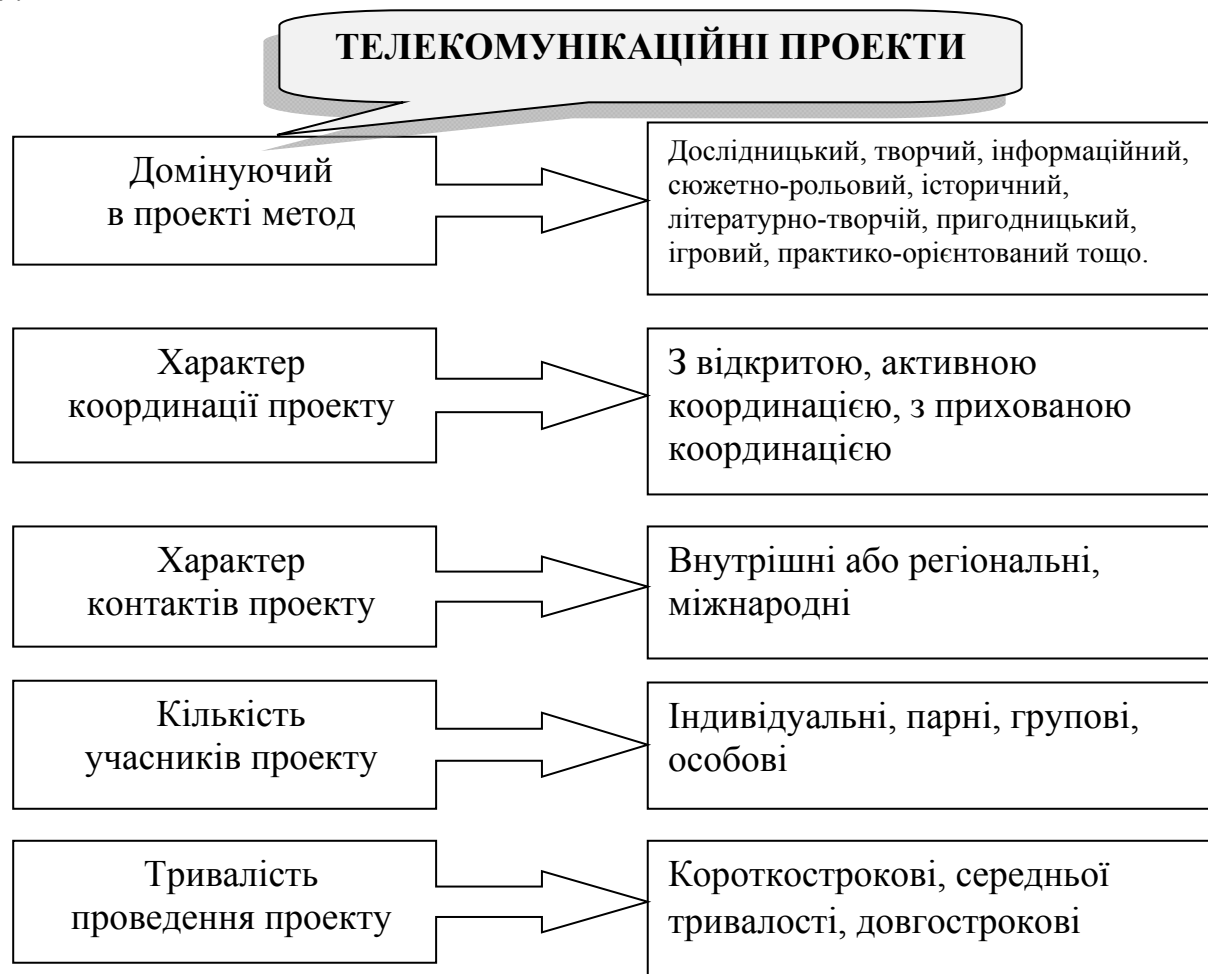 ТЕЛЕКОМУНІКАЦІЙНІ ПРОЕКТИ
Домінуючий
в проекті метод
Дослідницький, творчий, інформаційний,
сюжетно-рольовий, історичний,
літературно-творчій, пригодницький,
ігровий, практико-орієнтований тощо.
Характер
координації проекту
З відкритою, активною
координацією, з прихованою
координацією
Характер
контактів проекту
Внутрішні або регіональні,
міжнародні
Кількість
учасників проекту
Індивідуальні, парні, групові,
особові
Тривалість
проведення проекту
Короткострокові, середньої
тривалості, довгострокові